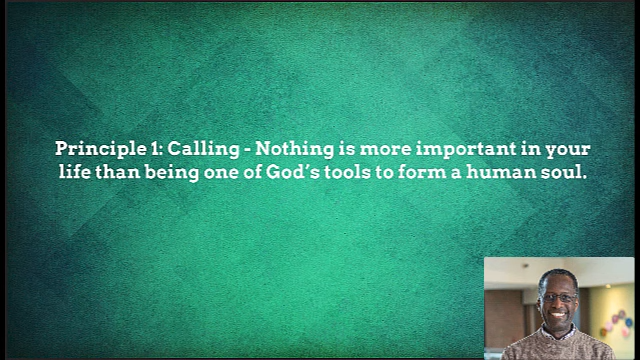 Principle 1: Calling - Nothing is more important in your
life than being one of God's tools to form a human soul.